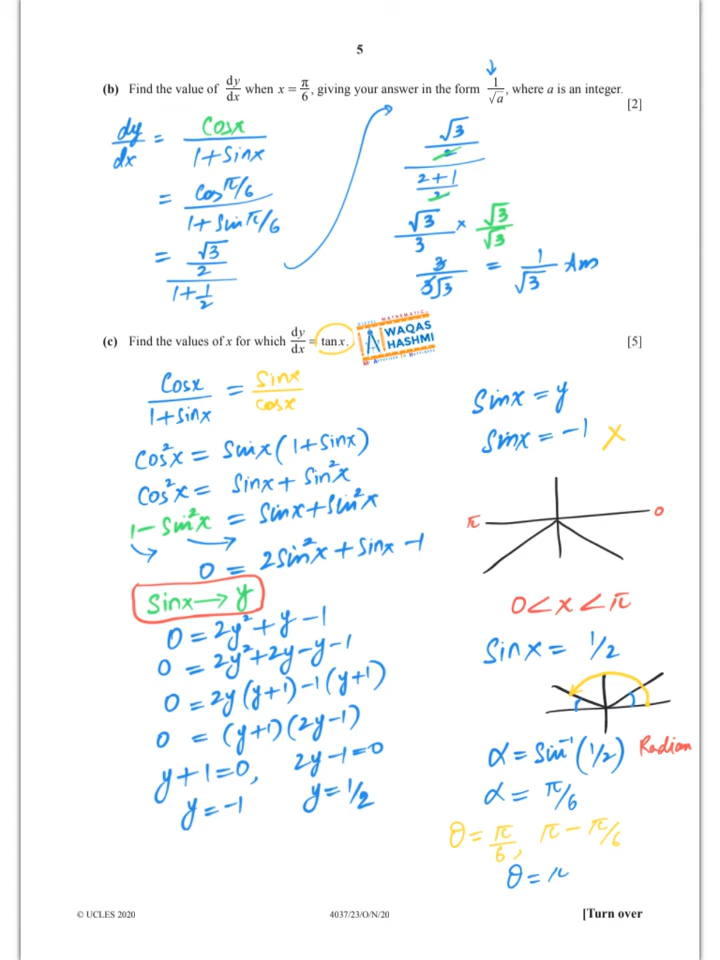 5
(b) Find the value of dy/dx when x = π/6, giving your answer in the form 1/√a, where a is an integer.
[2]
dy/dx = Cosx/(1+Sinx)
= Cosπ/6/(1+Sinπ/6)
= (√3/2)/(1+1/2)
(√3/2)/((2+1)/2)
√3/3 × √3/√3
3/3√3 = 1/√3 Ans
(c) Find the values of x for which dy/dx = tan x.
[5]
WAQAS
HASHMI
Cosx/(1+Sinx) = Sinx/cosx
Cos²x = Sinx(1+Sinx)
Cos²x = Sinx + Sin²x
1 − Sin²x = Sinx + Sin²x
0 = 2Sin²x + Sinx − 1
Sinx → y
0 = 2y² + y − 1
0 = 2y² + 2y − y − 1
0 = 2y(y+1) − 1(y+1)
0 = (y+1)(2y−1)
y+1=0, 2y−1=0
y=−1 y=1/2
Sinx = y
Sinx = −1 X
π 0
0<x<π
Sinx = 1/2
α = Sin⁻¹(1/2) Radian
α = π/6
θ = π/6, π − π/6
θ =
© UCLES 2020
4037/23/O/N/20
[Turn over